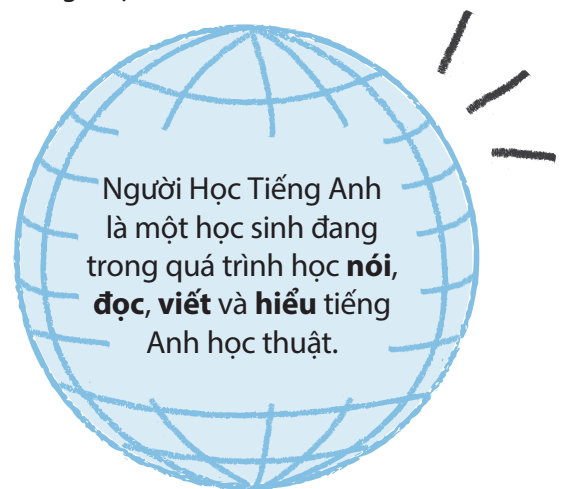 Người Học Tiếng Anh
là một học sinh đang
trong quá trình học nói,
đọc, viết và hiểu tiếng
Anh học thuật.